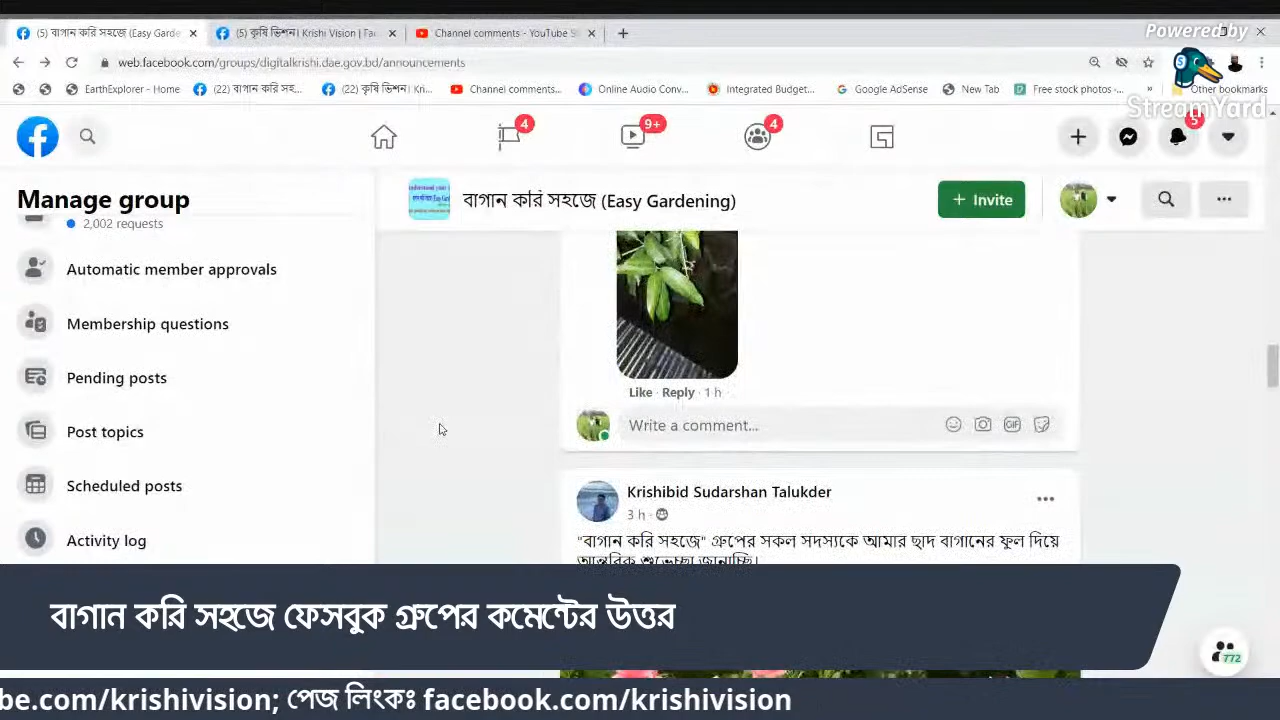 Powered by
StreamYard
(5) বাগান করি সহজে (Easy Garde
(5) কৃষি ভিশন। Krishi Vision | Fac
Channel comments - YouTube S
web.facebook.com/groups/digitalkrishi.dae.gov.bd/announcements
EarthExplorer - Home
(22) বাগান করি সহ...
(22) কৃষি ভিশন। Kri...
Channel comments...
Online Audio Conv...
Integrated Budget...
Google AdSense
New Tab
Free stock photos -...
Other bookmarks
4
9+
4
5
Manage group
2,002 requests
Automatic member approvals
Membership questions
Pending posts
Post topics
Scheduled posts
Activity log
বাগান করি সহজে (Easy Gardening)
+ Invite
Like · Reply · 1 h
Write a comment...
GIF
Krishibid Sudarshan Talukder
3 h ·
"বাগান করি সহজে" গ্রুপের সকল সদস্যকে আমার ছাদ বাগানের ফুল দিয়ে
আন্তরিক শুভেচ্ছা জানাচ্ছি।
বাগান করি সহজে ফেসবুক গ্রুপের কমেন্টের উত্তর
772
be.com/krishivision; পেজ লিংকঃ facebook.com/krishivision